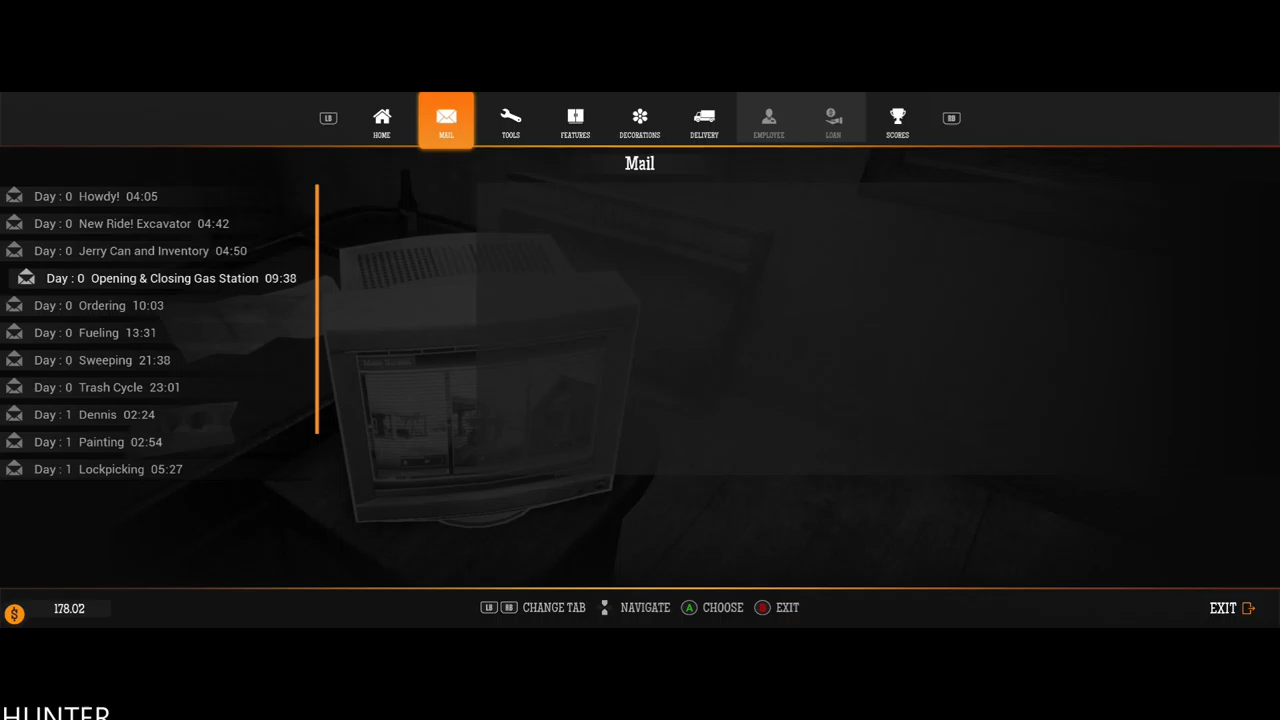 LB HOME MAIL TOOLS FEATURES DECORATIONS DELIVERY EMPLOYEE LOAN SCORES RB
Mail
Day : 0 Howdy! 04:05
Day : 0 New Ride! Excavator 04:42
Day : 0 Jerry Can and Inventory 04:50
Day : 0 Opening & Closing Gas Station 09:38
Day : 0 Ordering 10:03
Day : 0 Fueling 13:31
Day : 0 Sweeping 21:38
Day : 0 Trash Cycle 23:01
Day : 1 Dennis 02:24
Day : 1 Painting 02:54
Day : 1 Lockpicking 05:27
$ 178.02 LB RB CHANGE TAB NAVIGATE A CHOOSE B EXIT EXIT
HUNTER